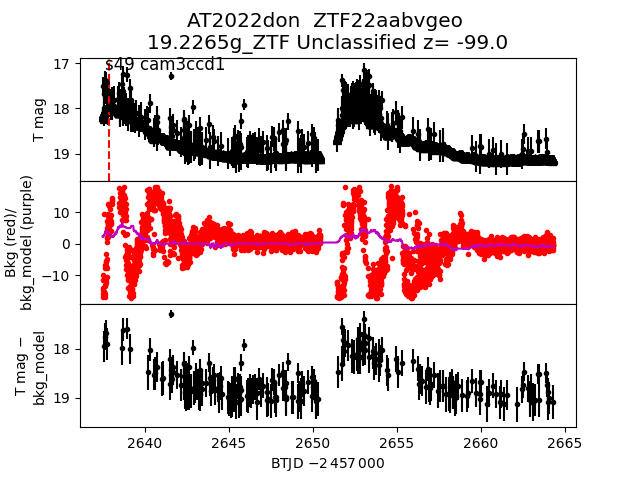 AT2022don  ZTF22aabvgeo
19.2265g_ZTF Unclassified z= -99.0
s49 cam3ccd1
17
18
19
T mag
10
0
−10
Bkg (red)/
bkg_model (purple)
18
19
T mag −
bkg_model
2640
2645
2650
2655
2660
2665
BTJD −2 457 000